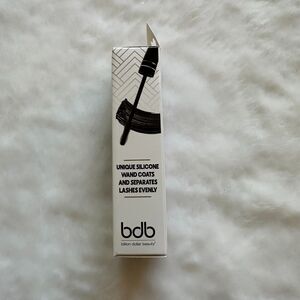 UNIQUE SILICONE
WAND COATS
AND SEPARATES
LASHES EVENLY
bdb
billion dollar beauty®